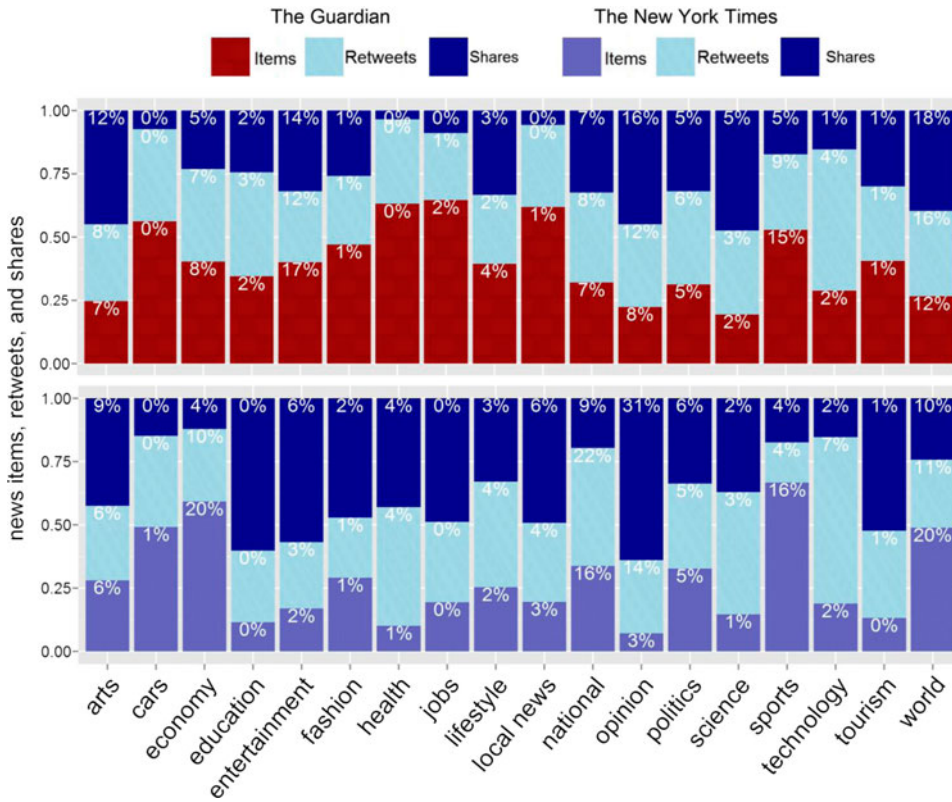 The Guardian The New York Times
Items Retweets Shares Items Retweets Shares
news items, retweets, and shares
1.00
12% 0% 5% 2% 14% 1% 0% 0% 3% 0% 7% 16% 5% 5% 5% 1% 1% 18%
0.75
8% 0% 7% 3% 12% 1% 0% 1% 2% 0% 8% 12% 6% 3% 9% 4% 1% 16%
0.50
7% 0% 8% 2% 17% 1% 0% 2% 4% 1% 7% 8% 5% 2% 15% 2% 1% 12%
0.25
0.00
1.00
9% 0% 4% 0% 6% 2% 4% 0% 3% 6% 9% 31% 6% 2% 4% 2% 1% 10%
0.75
6% 0% 10% 0% 3% 1% 4% 0% 4% 4% 22% 14% 5% 3% 4% 7% 1% 11%
0.50
6% 1% 20% 0% 2% 1% 1% 0% 2% 3% 16% 3% 5% 1% 16% 2% 0% 20%
0.25
0.00
arts cars economy education entertainment fashion health jobs lifestyle local news national opinion politics science sports technology tourism world